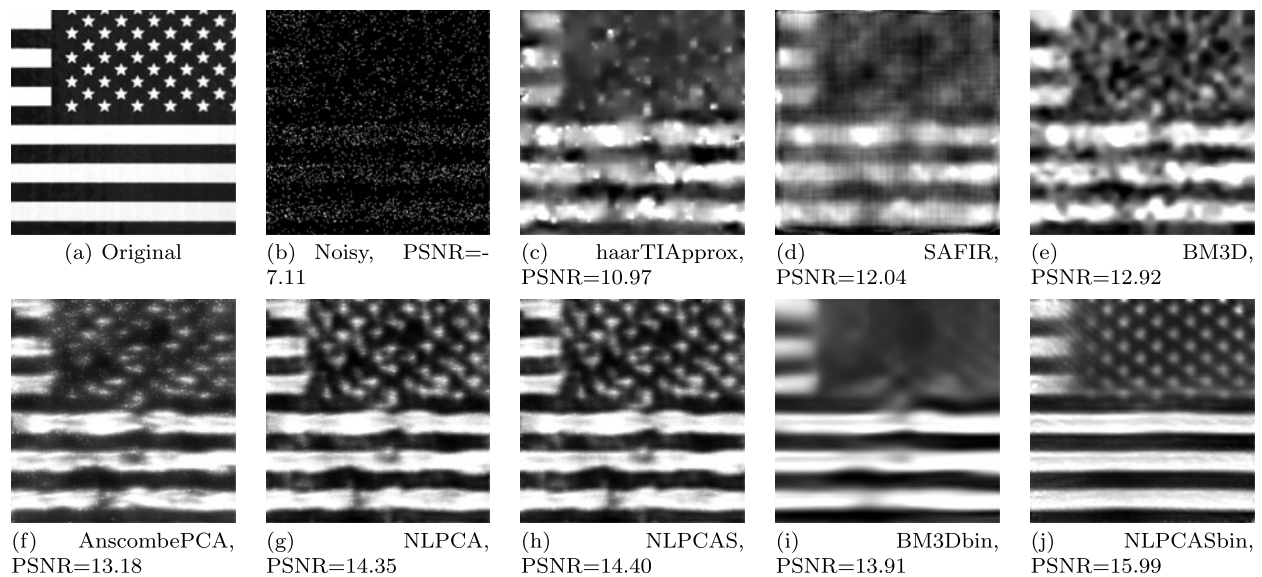 (a) Original
(b) Noisy, PSNR=-
7.11
(c) haarTIApprox,
PSNR=10.97
(d) SAFIR,
PSNR=12.04
(e) BM3D,
PSNR=12.92
(f) AnscombePCA,
PSNR=13.18
(g) NLPCA,
PSNR=14.35
(h) NLPCAS,
PSNR=14.40
(i) BM3Dbin,
PSNR=13.91
(j) NLPCASbin,
PSNR=15.99